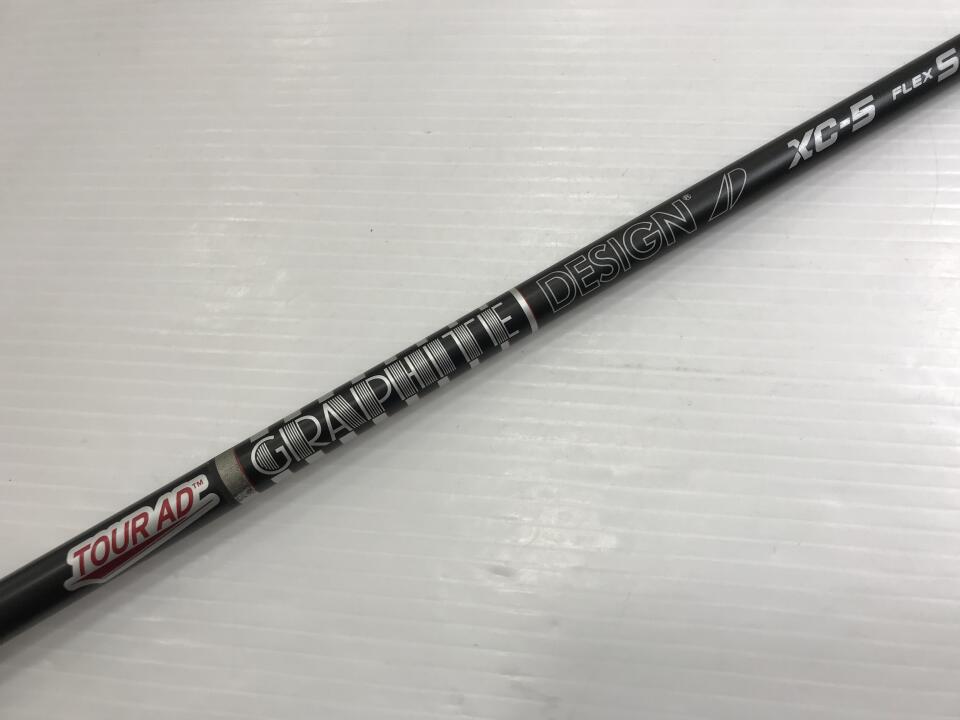 TOUR AD™
GRAPHITE DESIGN®
XC-5 FLEX S